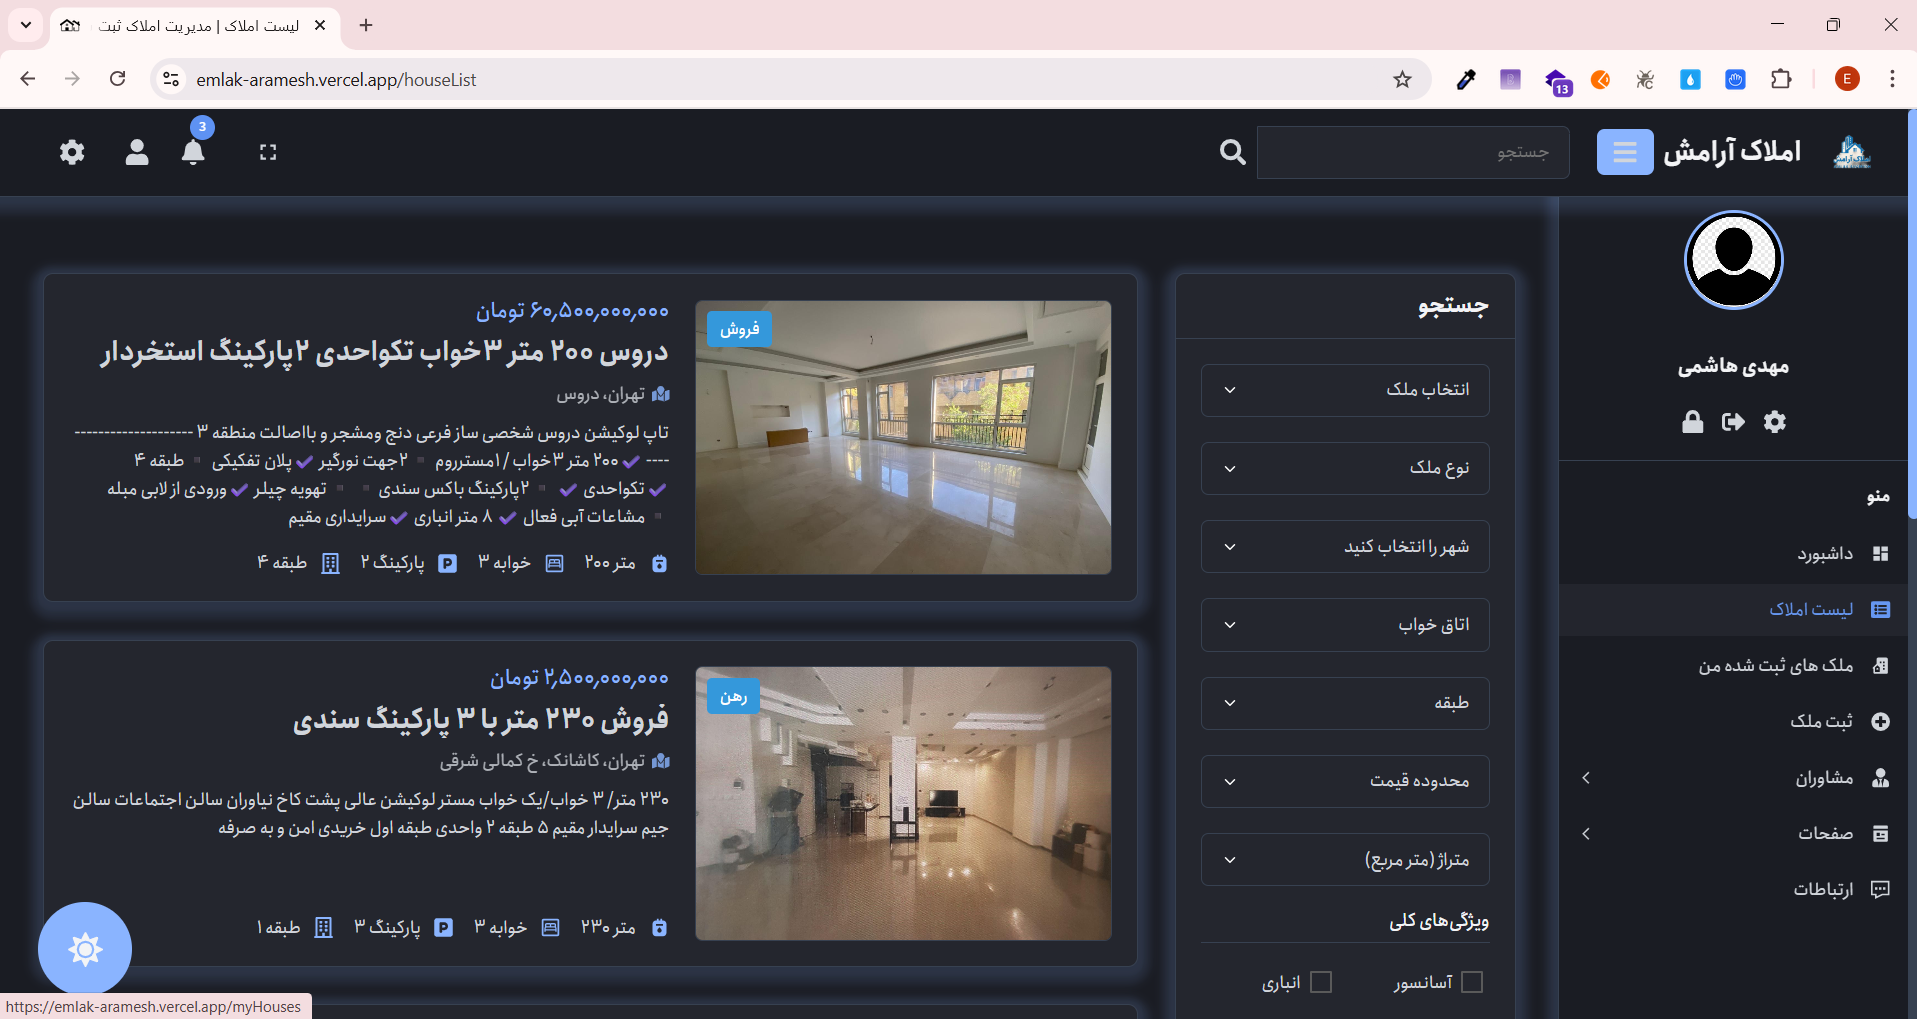 لیست املاک | مدیریت املاک ثبت
emlak-aramesh.vercel.app/houseList
13
E
املاک آرامش
جستجو
3
مهدی هاشمی
منو
داشبورد
لیست املاک
ملک های ثبت شده من
ثبت ملک
مشاوران
صفحات
ارتباطات
جستجو
انتخاب ملک
نوع ملک
شهر را انتخاب کنید
اتاق خواب
طبقه
محدوده قیمت
متراژ (متر مربع)
ویژگی‌های کلی
آسانسور
انباری
فروش
۶۰٫۵۰۰٫۰۰۰٫۰۰۰ تومان
دروس ۲۰۰ متر ۳خواب تکواحدی ۲پارکینگ استخردار
تهران، دروس
تاپ لوکیشن دروس شخصی ساز فرعی دنج ومشجر و بااصالت منطقه ۳ --------------------
---- ✔ ۲۰۰ متر ۳خواب / ۱مسترروم ▪ ۲جهت نورگیر ✔ پلان تفکیکی ▪ طبقه ۴
✔ تکواحدی ▪ ✔ ۲پارکینگ باکس سندی ▪ ▪ تهویه چیلر ✔ ورودی از لابی مبله
▪ مشاعات آبی فعال ✔ ۸ متر انباری ✔ سرایداری مقیم
متر ۲۰۰
خوابه ۳
پارکینگ ۲
طبقه ۴
رهن
۲٫۵۰۰٫۰۰۰٫۰۰۰ تومان
فروش ۲۳۰ متر با ۳ پارکینگ سندی
تهران، کاشانک، خ کمالی شرقی
۲۳۰ متر/ ۳ خواب/یک خواب مستر لوکیشن عالی پشت کاخ نیاوران سالن اجتماعات سالن
جیم سرایدار مقیم ۵ طبقه ۲ واحدی طبقه اول خریدی امن و به صرفه
متر ۲۳۰
خوابه ۳
پارکینگ ۳
طبقه ۱
https://emlak-aramesh.vercel.app/myHouses